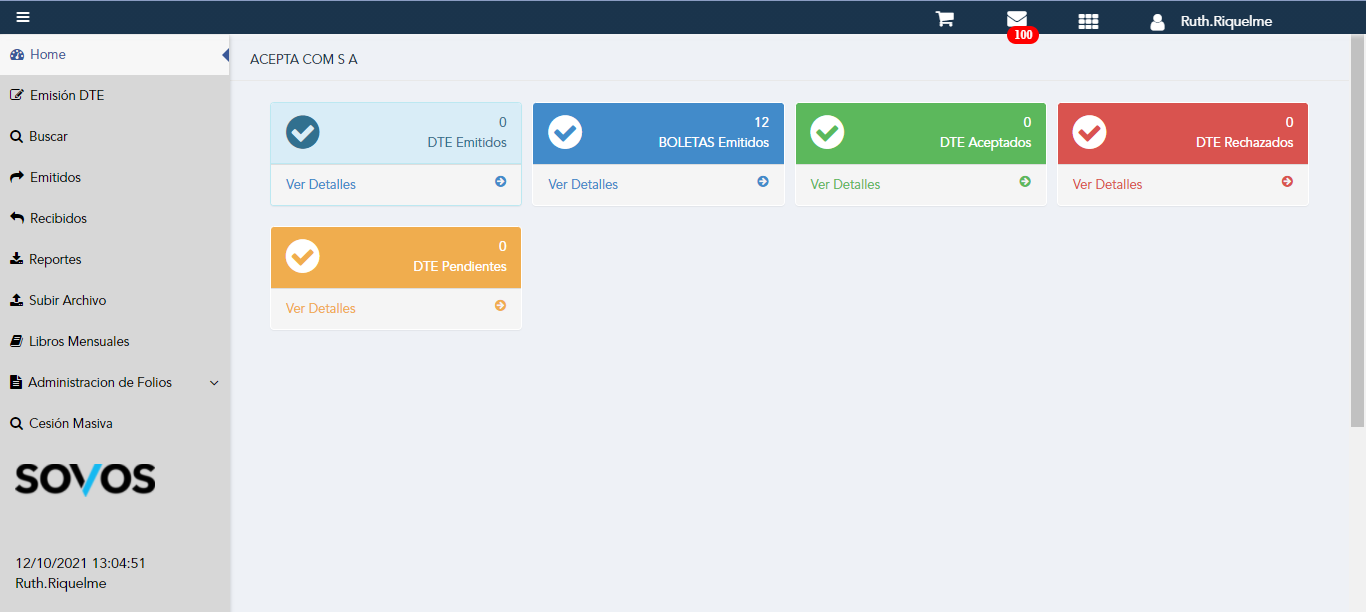 Ruth.Riquelme
100
Home
ACEPTA COM S A
Emisión DTE
Buscar
Emitidos
Recibidos
Reportes
Subir Archivo
Libros Mensuales
Administracion de Folios
Cesión Masiva
SOVOS
12/10/2021 13:04:51
Ruth.Riquelme
0
DTE Emitidos
Ver Detalles
12
BOLETAS Emitidos
Ver Detalles
0
DTE Aceptados
Ver Detalles
0
DTE Rechazados
Ver Detalles
0
DTE Pendientes
Ver Detalles